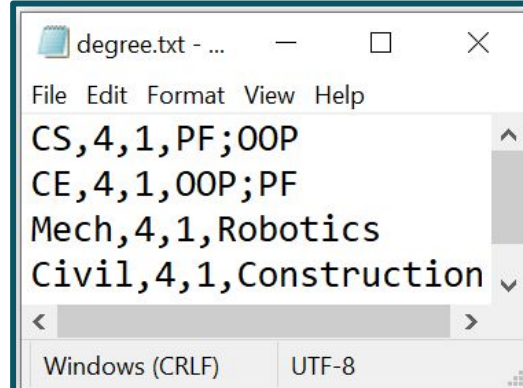 degree.txt - ...
File Edit Format View Help
CS,4,1,PF;OOP
CE,4,1,OOP;PF
Mech,4,1,Robotics
Civil,4,1,Construction
Windows (CRLF) UTF-8